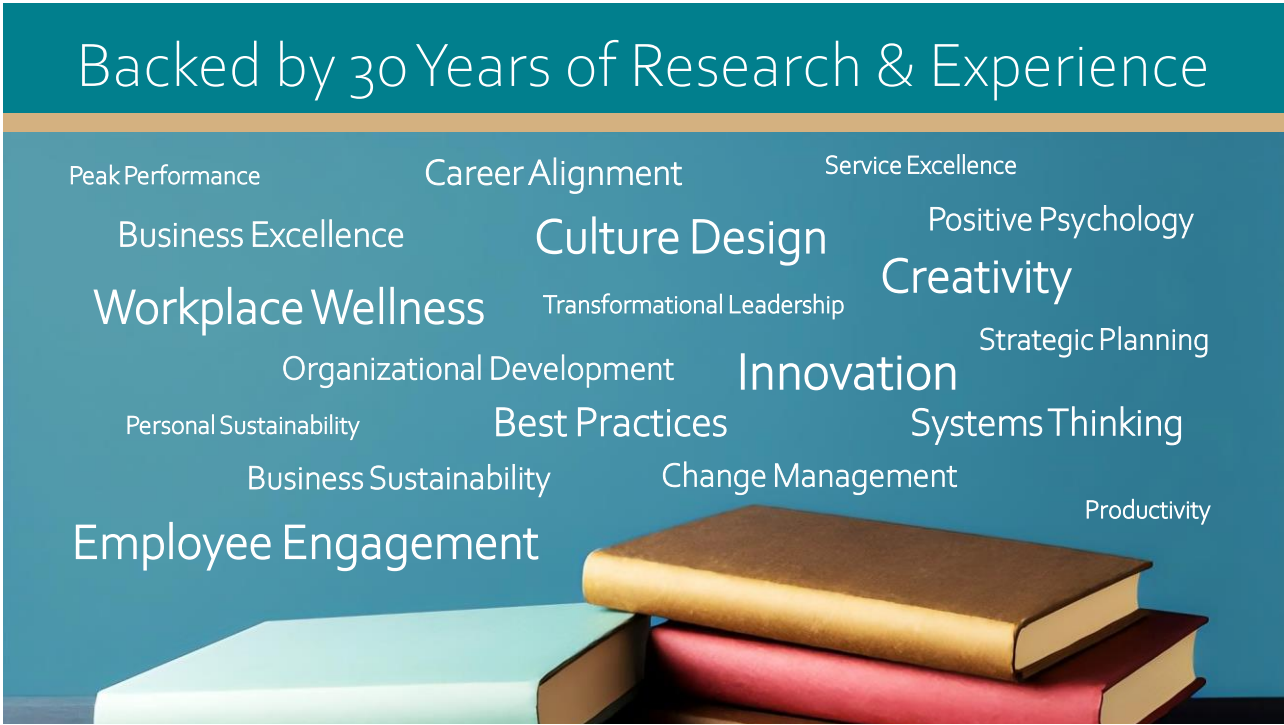 Backed by 30 Years of Research & Experience
Peak Performance
Career Alignment
Service Excellence
Business Excellence
Culture Design
Positive Psychology
Creativity
Workplace Wellness
Transformational Leadership
Strategic Planning
Organizational Development
Innovation
Personal Sustainability
Best Practices
Systems Thinking
Business Sustainability
Change Management
Productivity
Employee Engagement